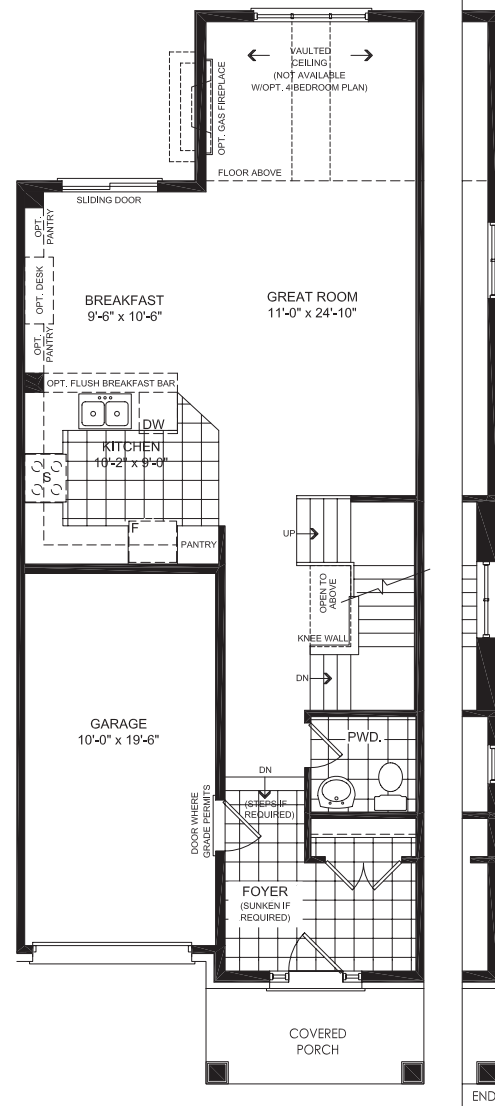 VAULTED
CEILING
(NOT AVAILABLE
W/OPT. 4 BEDROOM PLAN)
OPT. GAS FIREPLACE
FLOOR ABOVE
SLIDING DOOR
OPT.
PANTRY
OPT. DESK
OPT.
PANTRY
BREAKFAST
9'-6" x 10'-6"
GREAT ROOM
11'-0" x 24'-10"
OPT. FLUSH BREAKFAST BAR
DW
KITCHEN
10'-2" x 9'-0"
S
F
PANTRY
UP
OPEN TO
ABOVE
KNEE WALL
DN
GARAGE
10'-0" x 19'-6"
PWD.
DN
(STEPS IF
REQUIRED)
DOOR WHERE
GRADE PERMITS
FOYER
(SUNKEN IF
REQUIRED)
COVERED
PORCH
END